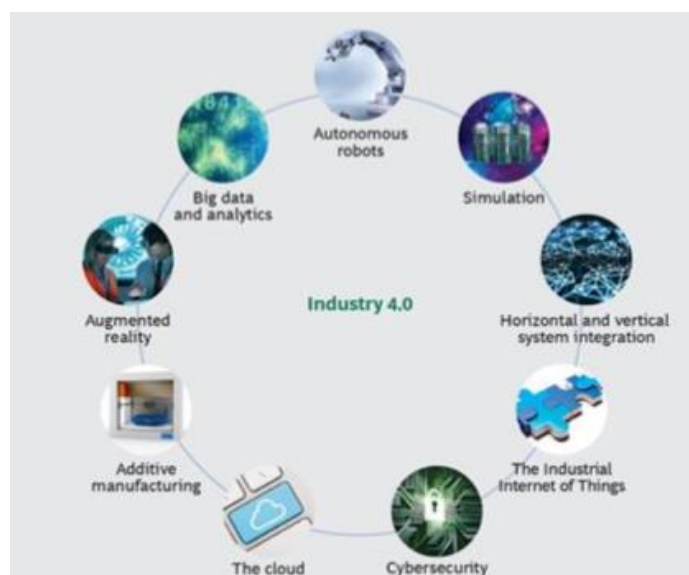 Autonomous
robots
Simulation
Horizontal and vertical
system integration
The Industrial
Internet of Things
Cybersecurity
The cloud
Additive
manufacturing
Augmented
reality
Big data
and analytics
Industry 4.0